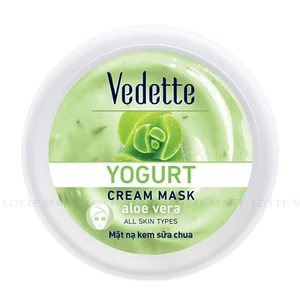 Vedette
YOGURT
CREAM MASK
aloe vera
ALL SKIN TYPES
Mặt nạ kem sữa chua